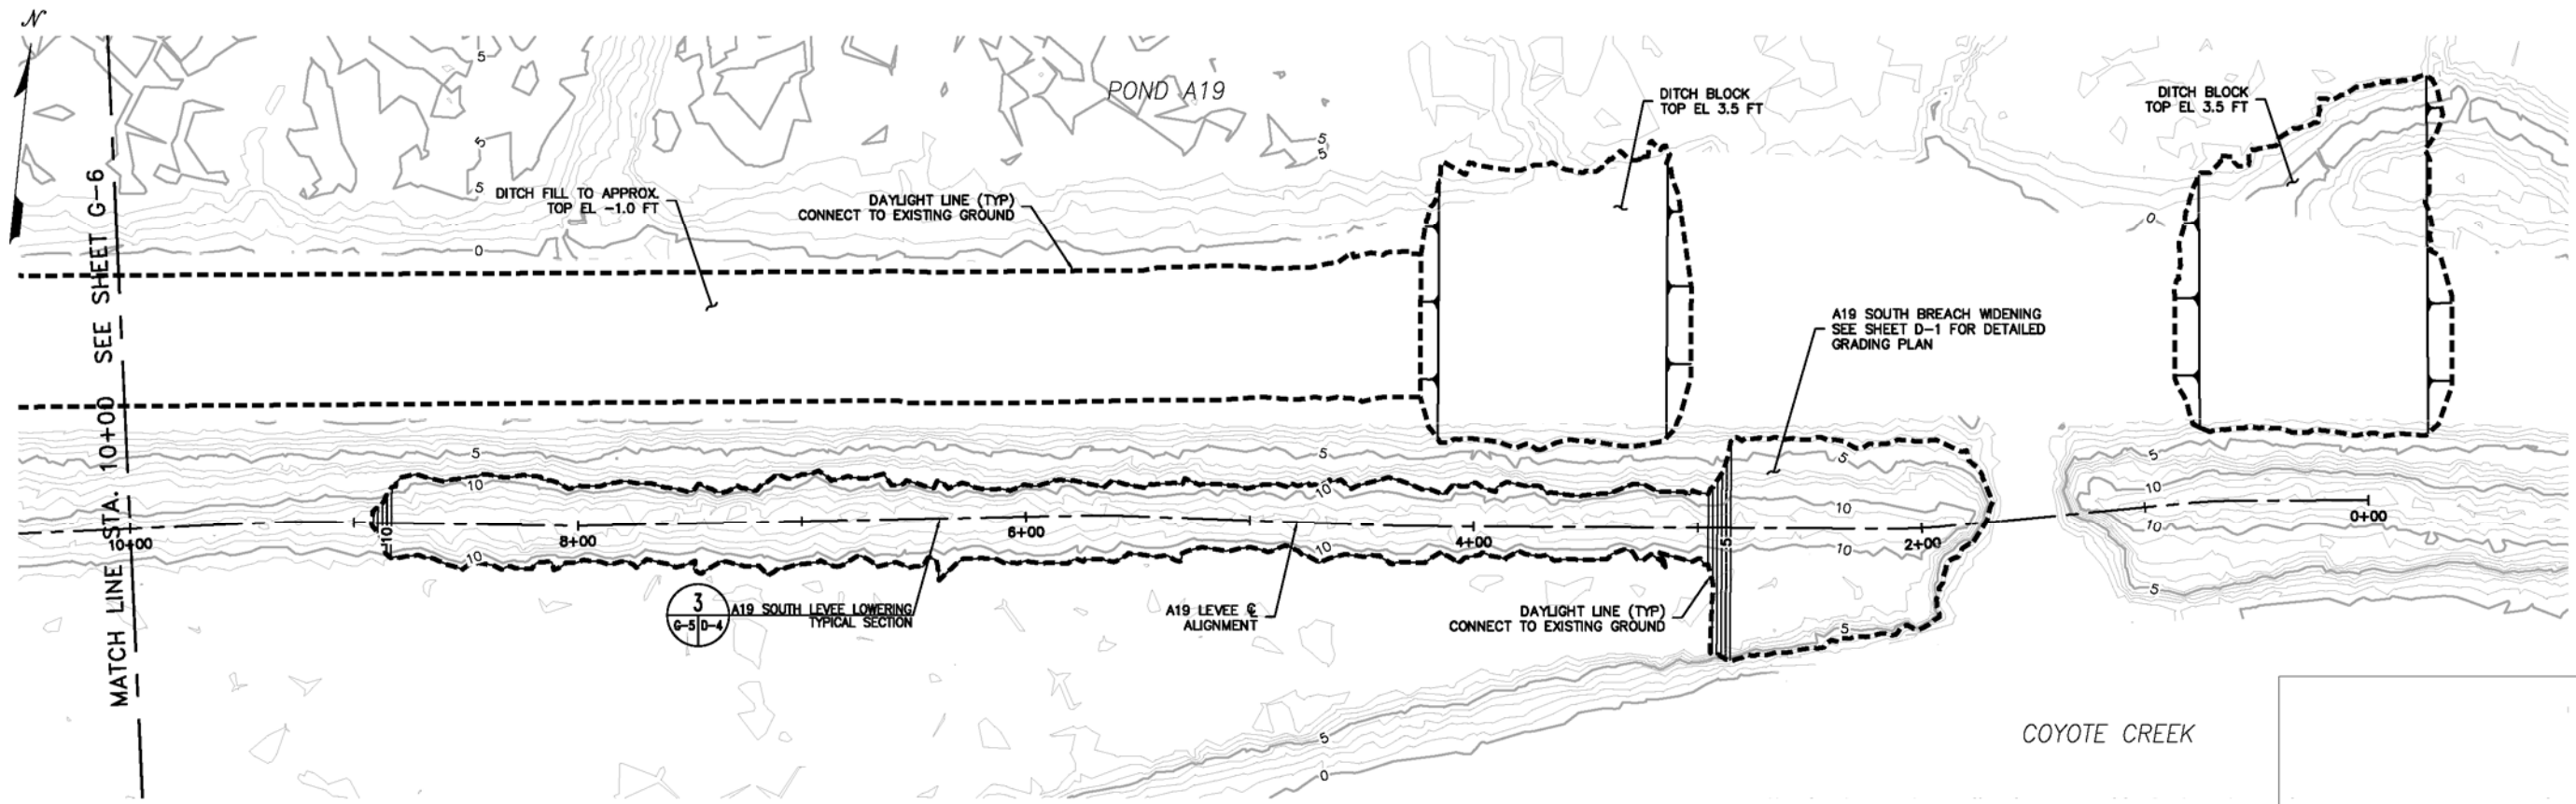 N
5
POND A19
DITCH BLOCK
TOP EL 3.5 FT
DITCH BLOCK
TOP EL 3.5 FT
5
5
5
5
DITCH FILL TO APPROX.
TOP EL -1.0 FT
DAYLIGHT LINE (TYP)
CONNECT TO EXISTING GROUND
0
0
A19 SOUTH BREACH WIDENING
SEE SHEET D-1 FOR DETAILED
GRADING PLAN
MATCH LINE STA. 10+00 SEE SHEET G-6
5
5
5
5
10
10
10
10
10+00
10
8+00
6+00
4+00
5
2+00
10
0+00
10
10
10
3
G-5 D-4
A19 SOUTH LEVEE LOWERING
TYPICAL SECTION
A19 LEVEE ℄
ALIGNMENT
DAYLIGHT LINE (TYP)
CONNECT TO EXISTING GROUND
5
5
5
0
COYOTE CREEK